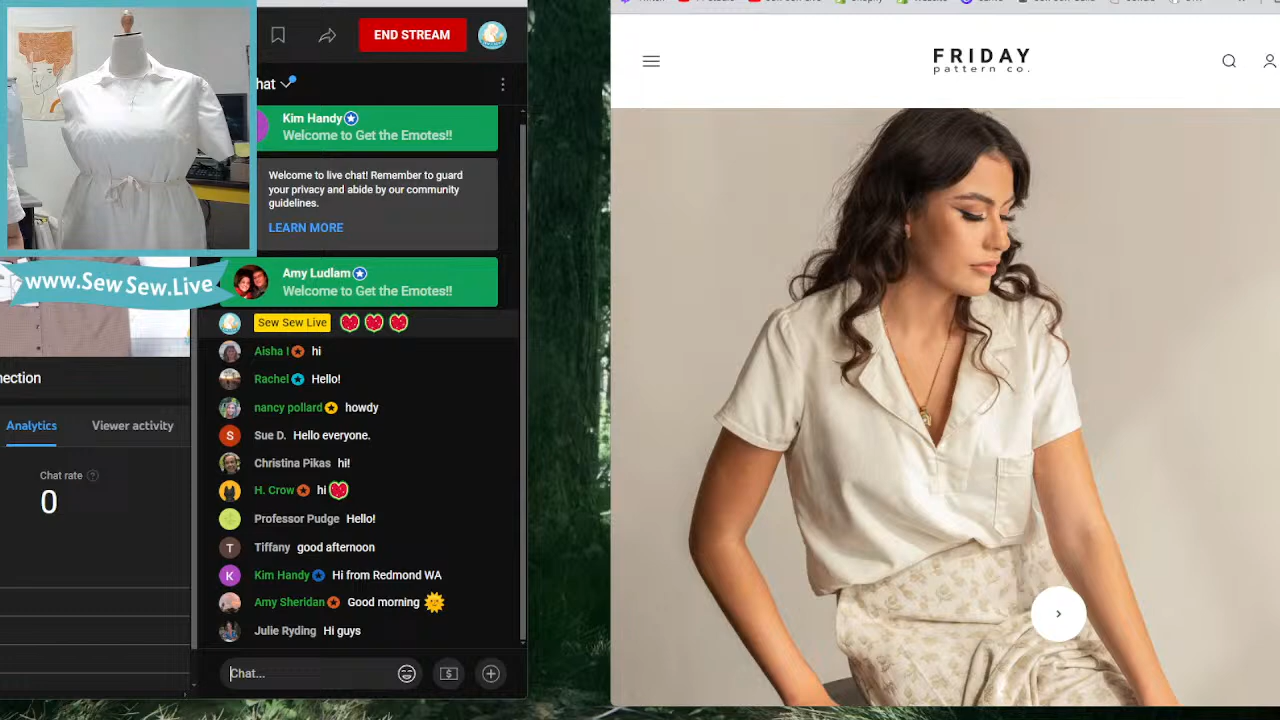 END STREAM
hat
Kim Handy
Welcome to Get the Emotes!!
Welcome to live chat! Remember to guard
your privacy and abide by our community
guidelines.
LEARN MORE
Amy Ludlam
Welcome to Get the Emotes!!
www.SewSew.Live
Sew Sew Live
Aisha I hi
Rachel Hello!
nancy pollard howdy
Sue D. Hello everyone.
Christina Pikas hi!
H. Crow hi
Professor Pudge Hello!
Tiffany good afternoon
Kim Handy Hi from Redmond WA
Amy Sheridan Good morning
Julie Ryding Hi guys
Chat...
nection
Analytics
Viewer activity
Chat rate
0
FRIDAY
pattern co.